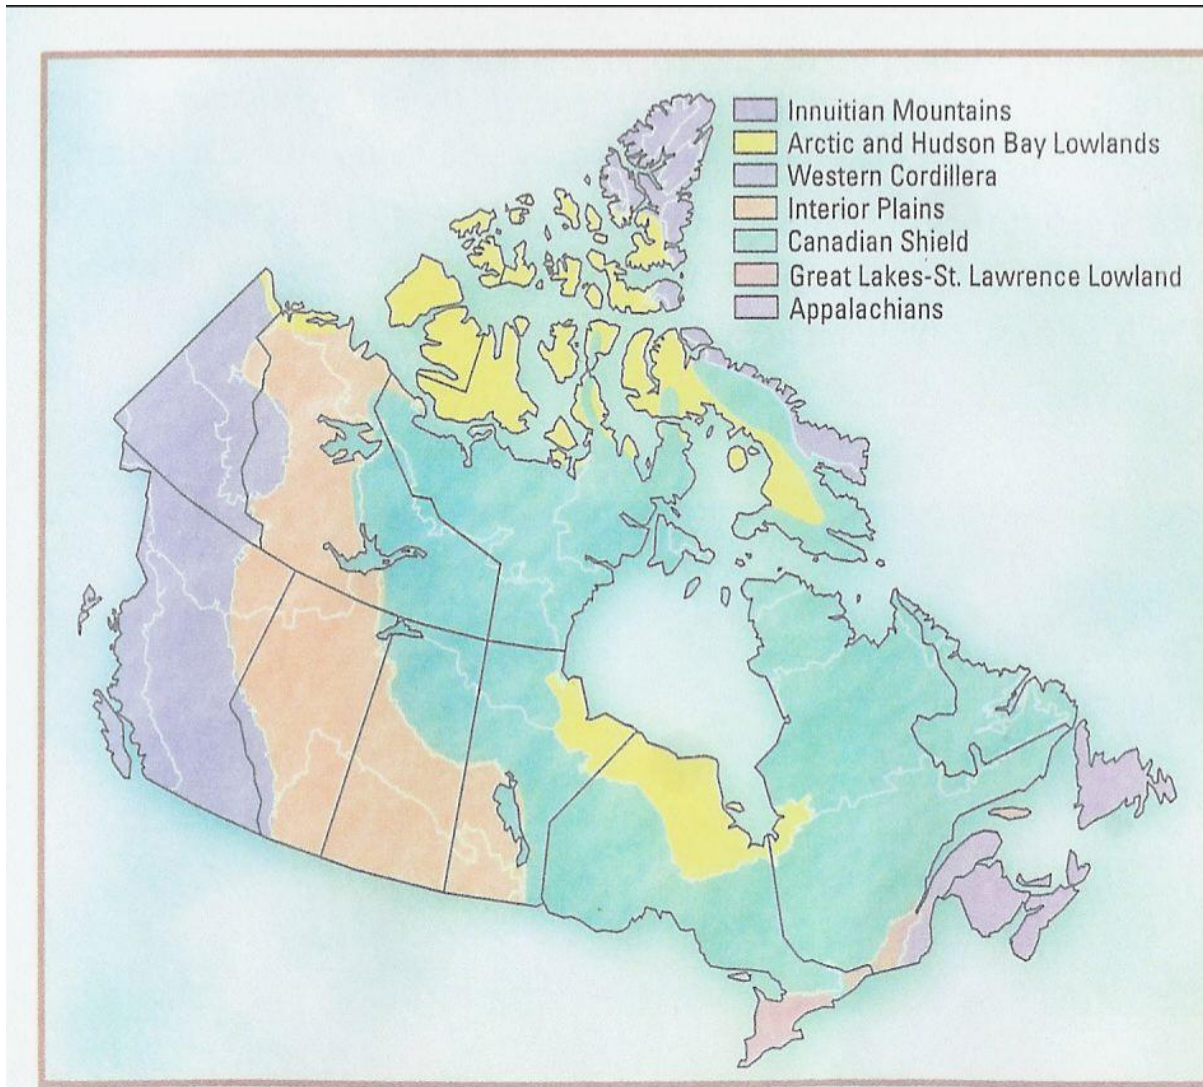 Innuitian Mountains
Arctic and Hudson Bay Lowlands
Western Cordillera
Interior Plains
Canadian Shield
Great Lakes-St. Lawrence Lowland
Appalachians